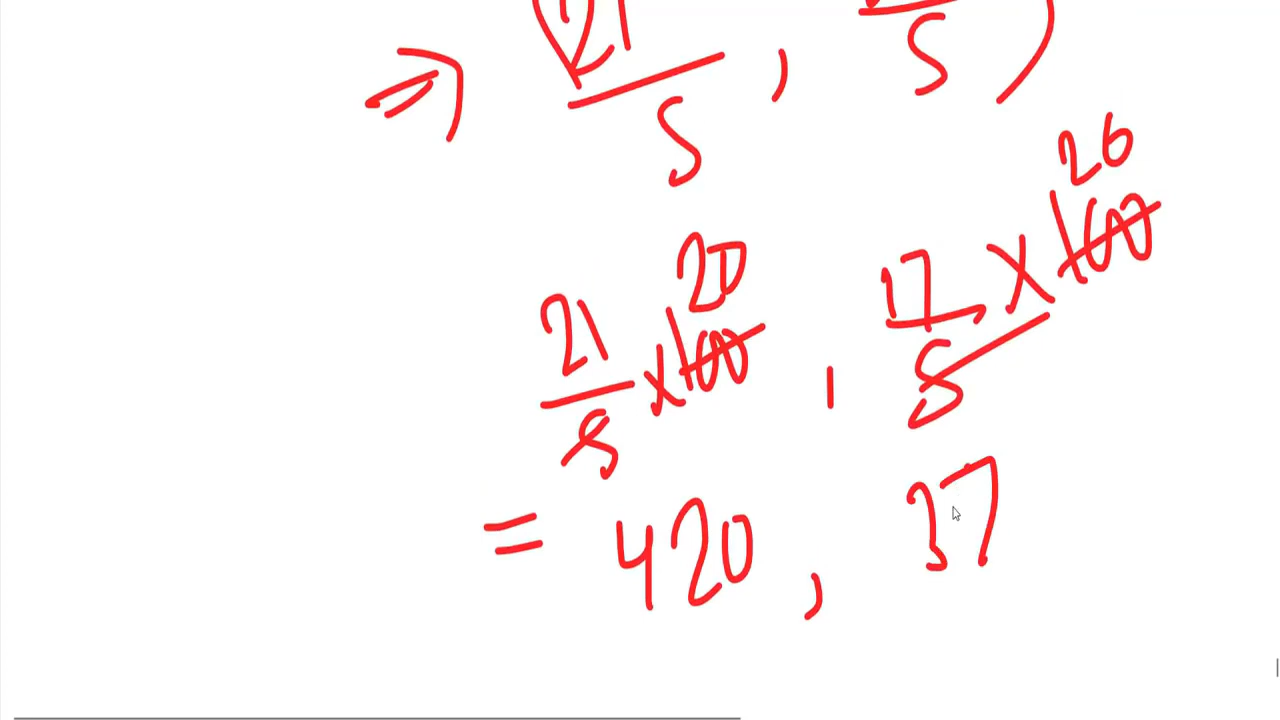 ⇒ (21/5, /5)
21/5 × 100 20, 17/5 × 100 20
= 420, 37